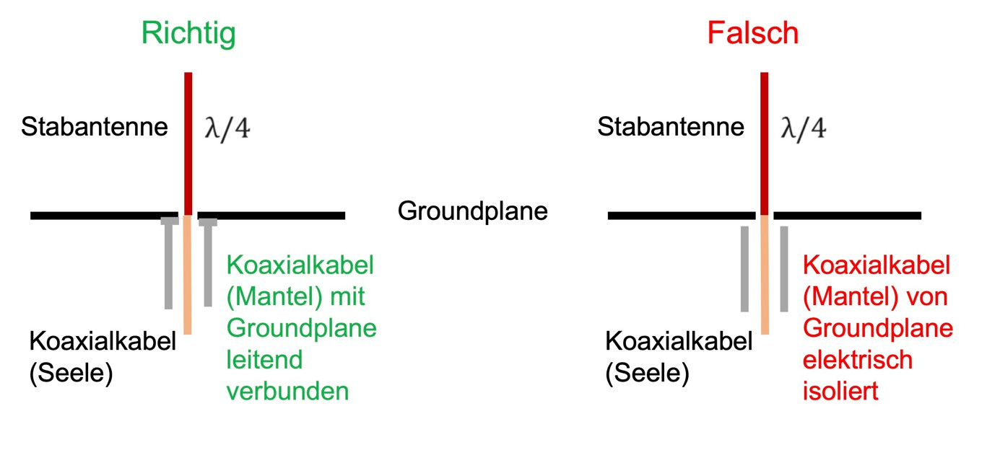 Richtig
Stabantenne
λ/4
Koaxialkabel
(Mantel) mit
Groundplane
leitend
verbunden
Koaxialkabel
(Seele)
Groundplane
Falsch
Stabantenne
λ/4
Koaxialkabel
(Mantel) von
Groundplane
elektrisch
isoliert
Koaxialkabel
(Seele)